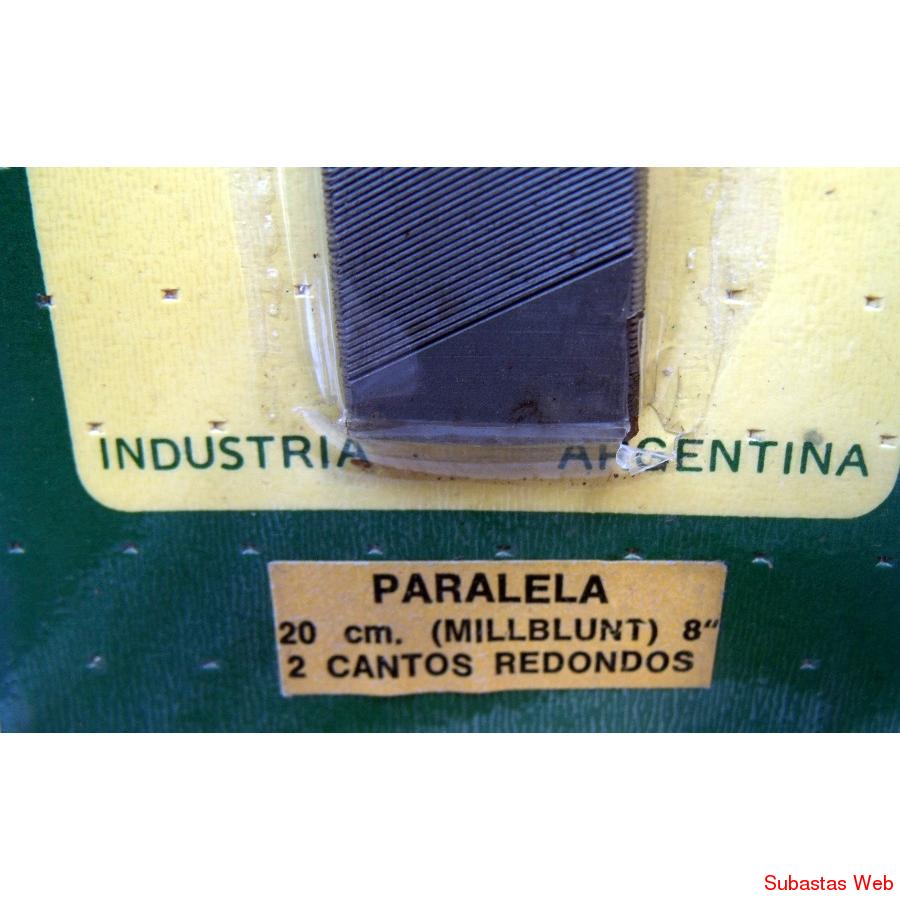 INDUSTRIA ARGENTINA
PARALELA
20 cm. (MILLBLUNT) 8"
2 CANTOS REDONDOS
Subastas Web